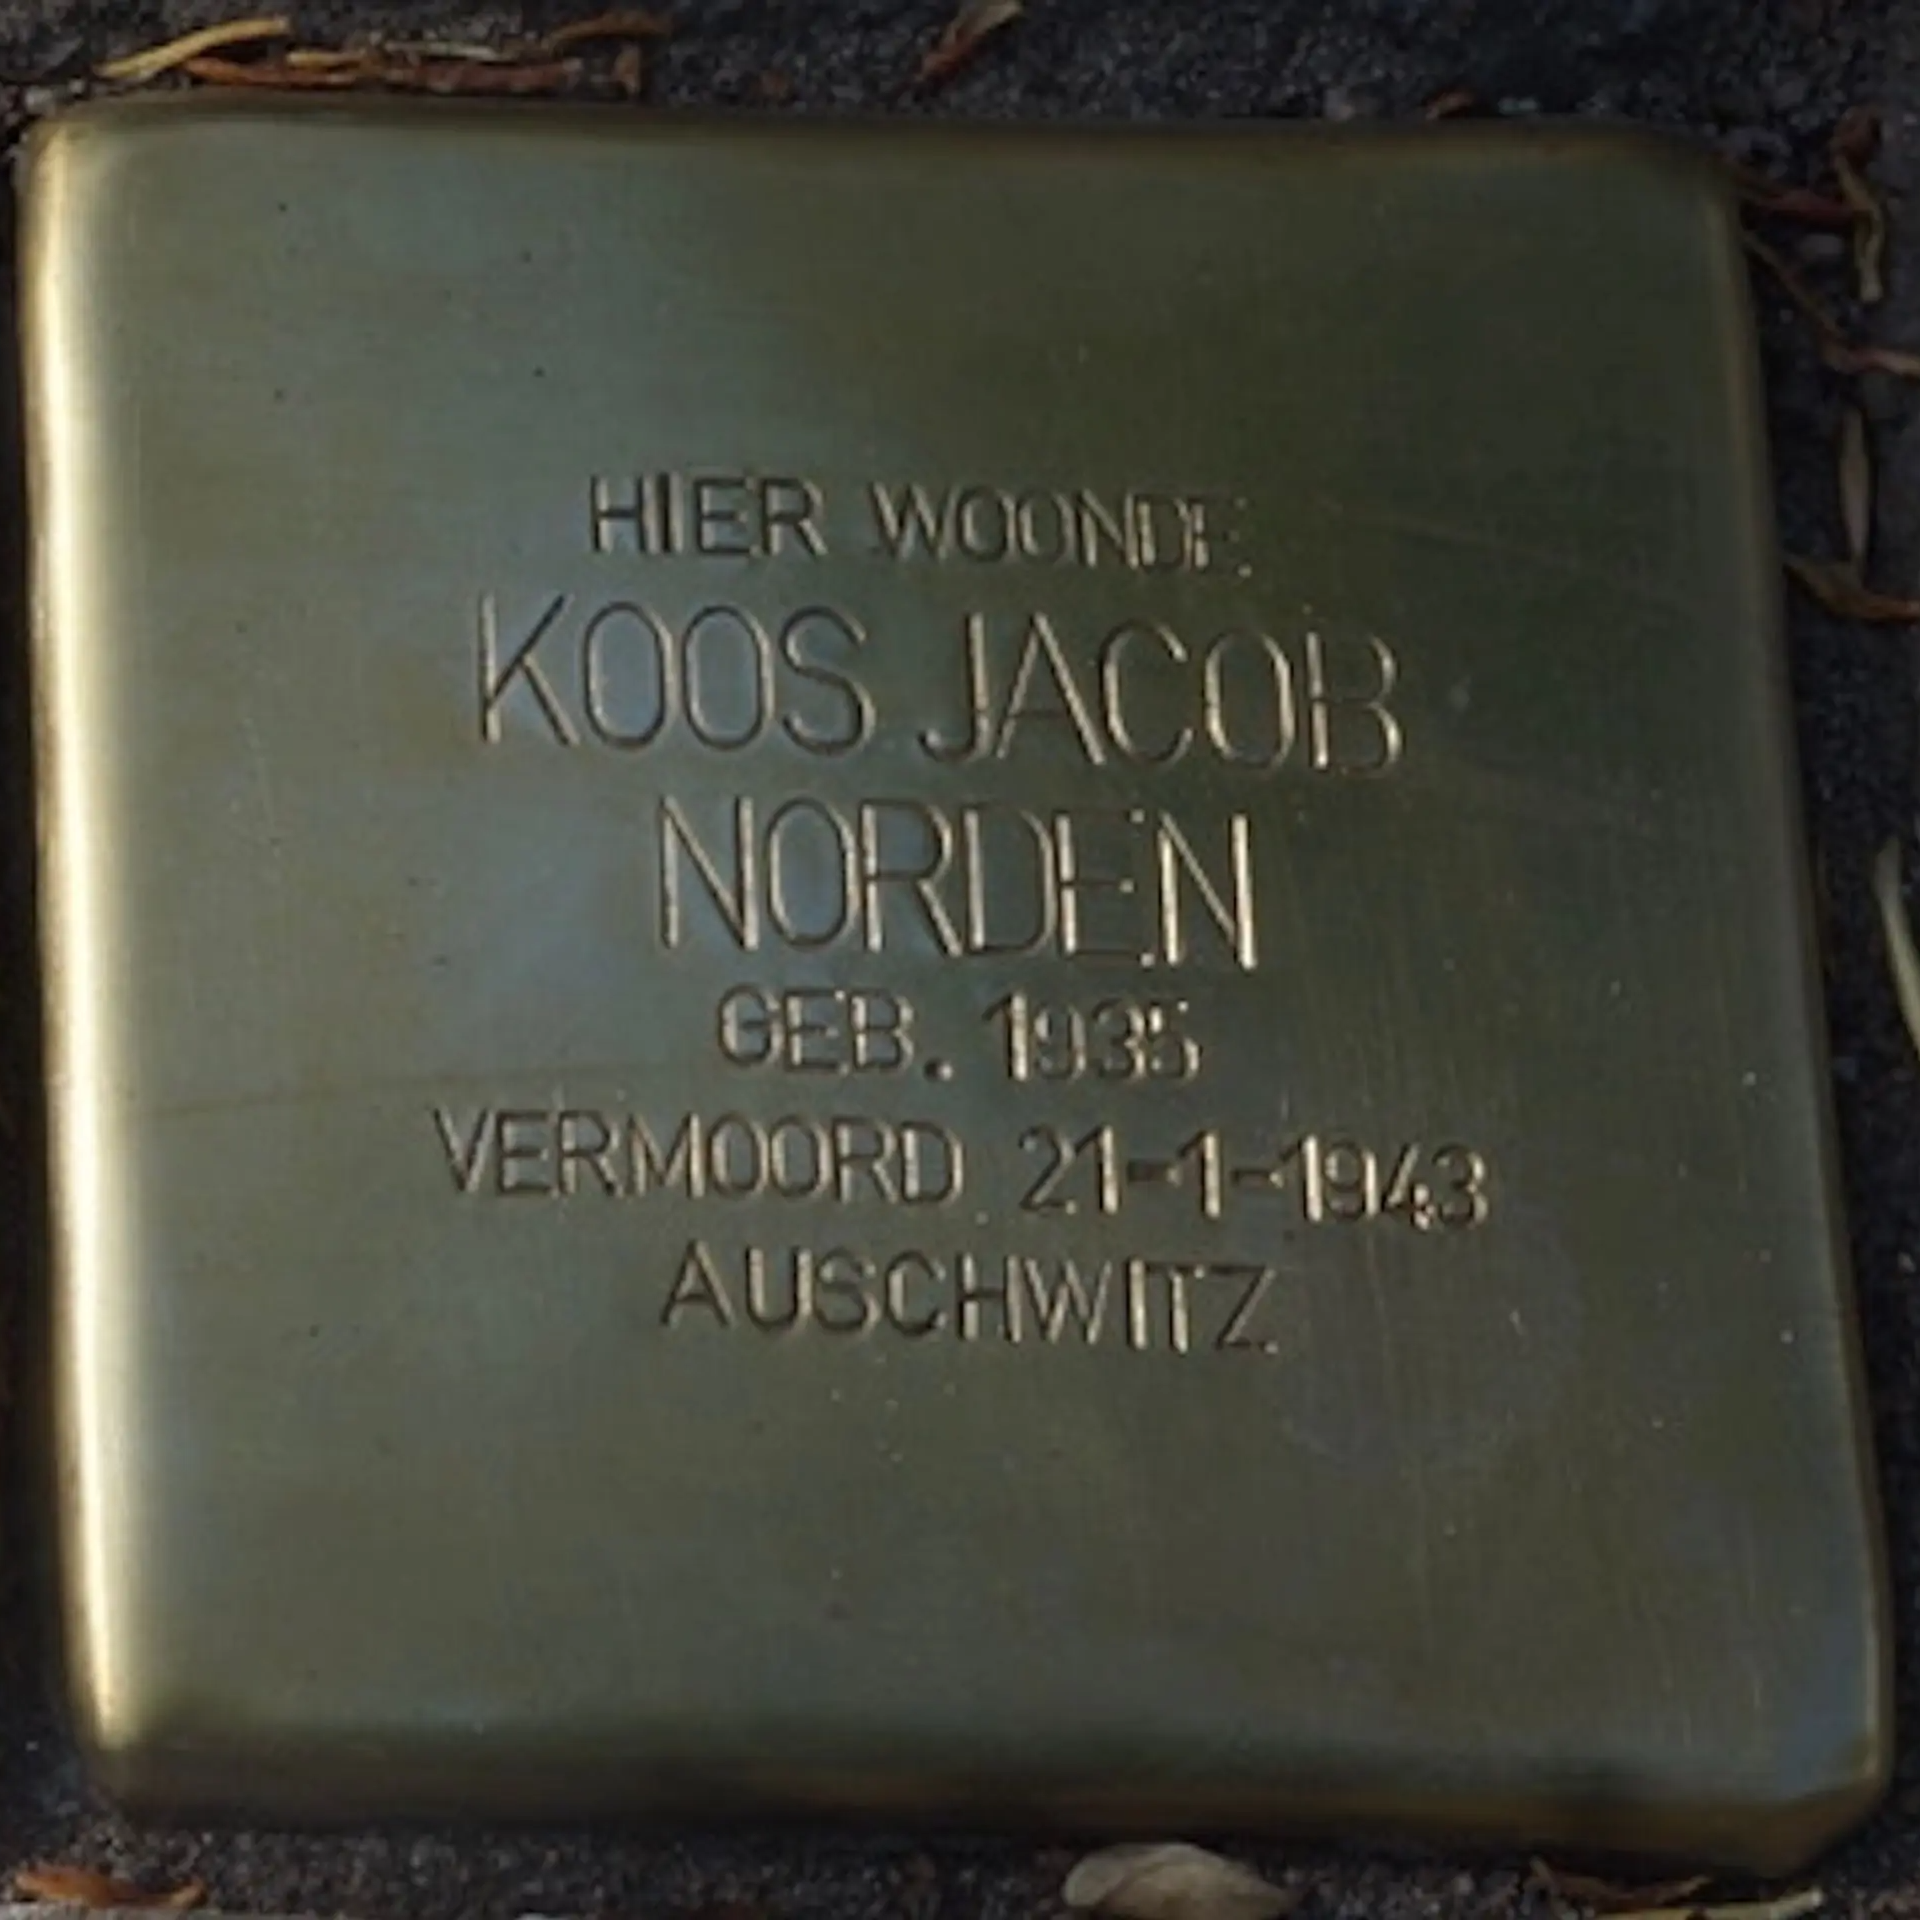 HIER WOONDE
KOOS JACOB
NORDEN
GEB. 1935
VERMOORD 21-1-1943
AUSCHWITZ